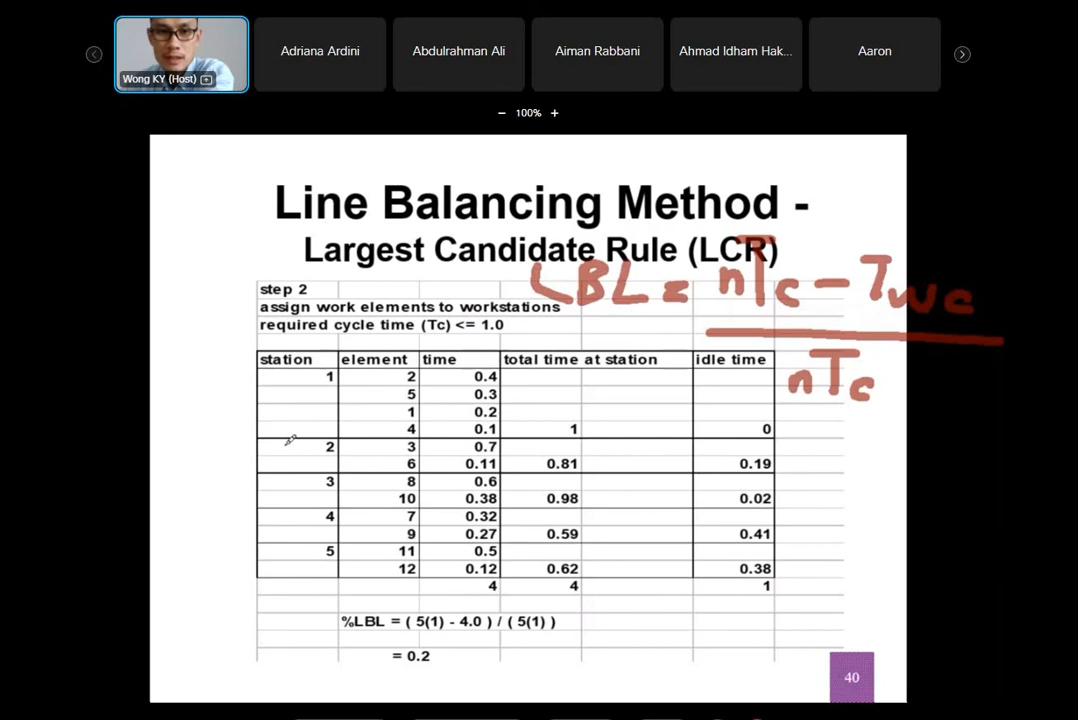 Wong KY (Host)
Adriana Ardini
Abdulrahman Ali
Aiman Rabbani
Ahmad Idham Hak...
Aaron
100%
Line Balancing Method -
Largest Candidate Rule (LCR)
LBL = nTc - Twc
nTc
step 2
assign work elements to workstations
required cycle time (Tc) <= 1.0
station element time total time at station idle time
1 2 0.4
5 0.3
1 0.2
4 0.1 1 0
2 3 0.7
6 0.11 0.81 0.19
3 8 0.6
10 0.38 0.98 0.02
4 7 0.32
9 0.27 0.59 0.41
5 11 0.5
12 0.12 0.62 0.38
4 4 1
%LBL = ( 5(1) - 4.0 ) / ( 5(1) )
= 0.2
40